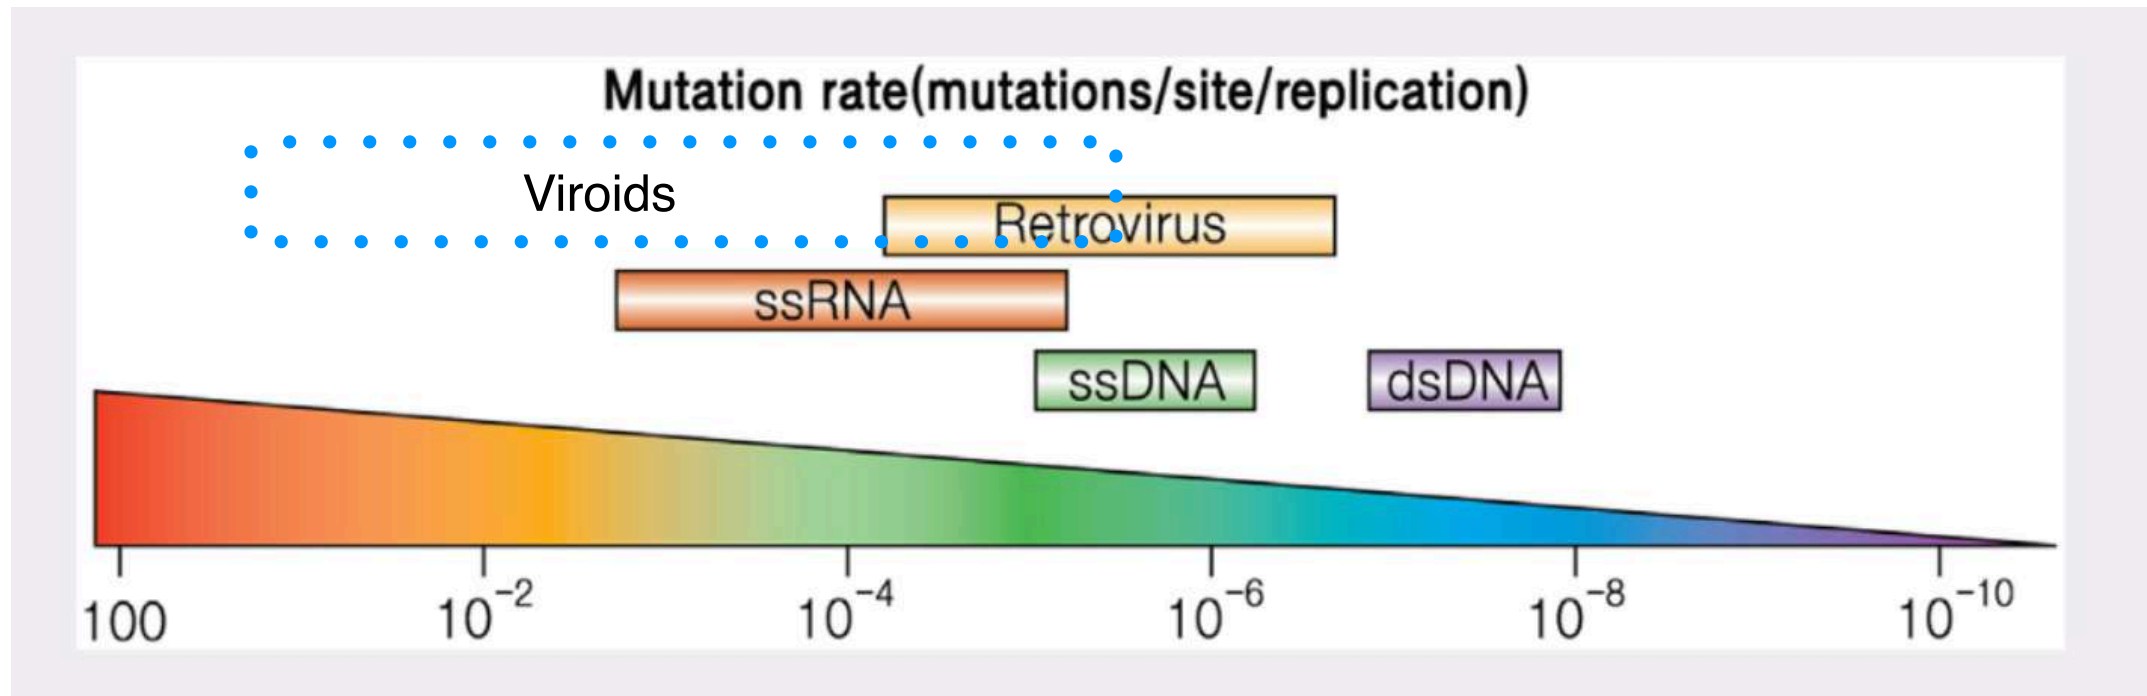 Mutation rate(mutations/site/replication)
Viroids
Retrovirus
ssRNA
ssDNA dsDNA
100 10⁻² 10⁻⁴ 10⁻⁶ 10⁻⁸ 10⁻¹⁰